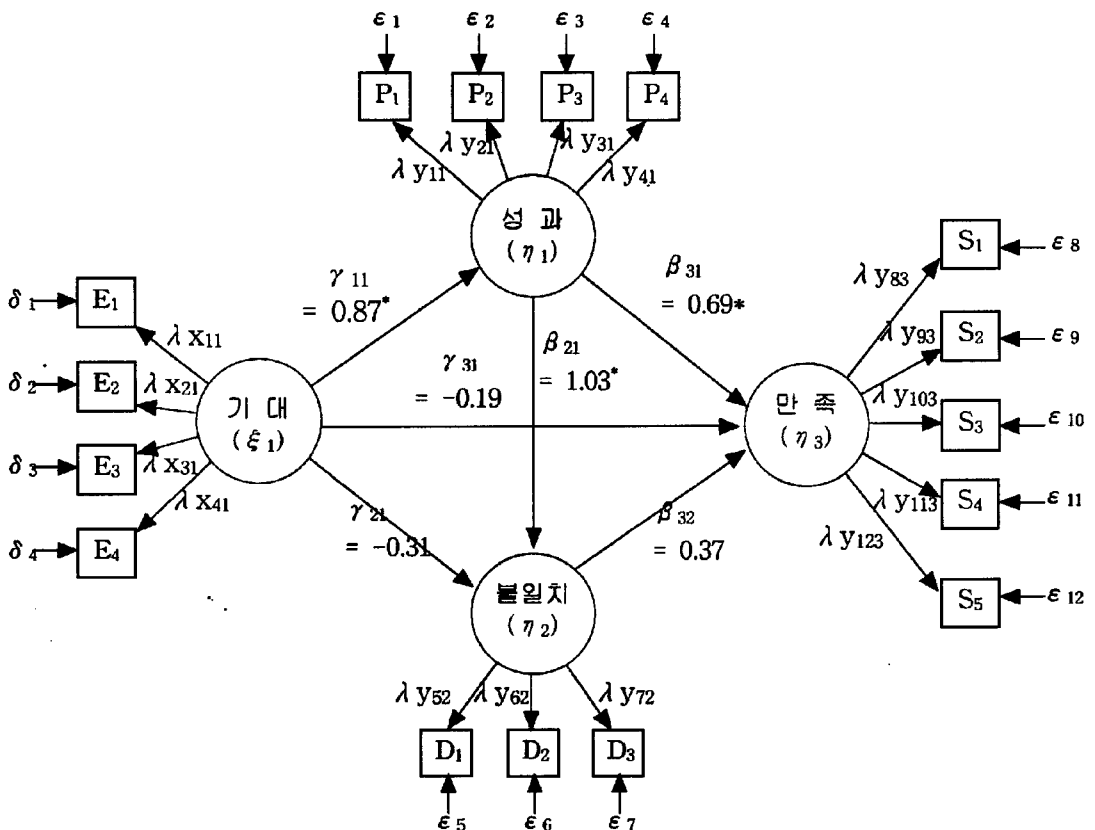 ε 1 ε 2 ε 3 ε 4
P1 P2 P3 P4
λ y11 λ y21 λ y31 λ y41
성 과
( η 1 )
S1 ε 8
λ y83
γ 11
= 0.87*
β 31
= 0.69*
δ 1 E1
λ x11
λ y93 S2 ε 9
γ 31
= -0.19
β 21
= 1.03*
δ 2 E2 λ x21
기 대
( ξ 1 )
만 족
( η 3 )
λ y103 S3 ε 10
δ 3 E3 λ x31
λ x41
δ 4 E4
γ 21
= -0.31
β 32
= 0.37
λ y113 S4 ε 11
λ y123
불일치
( η 2 )
S5 ε 12
λ y52 λ y62 λ y72
D1 D2 D3
ε 5 ε 6 ε 7